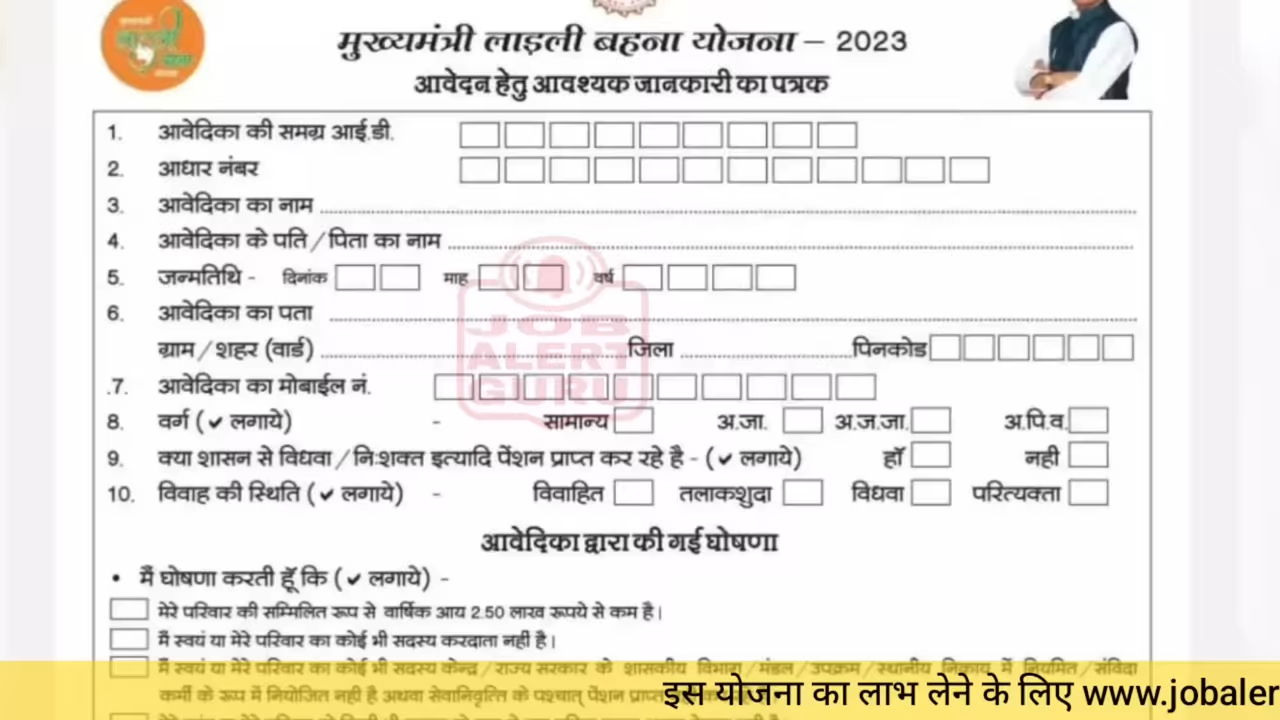 मुख्यमंत्री लाड़ली बहना योजना – 2023
आवेदन हेतु आवश्यक जानकारी का पत्रक
1. आवेदिका की समग्र आई.डी.
2. आधार नंबर
3. आवेदिका का नाम
4. आवेदिका के पति / पिता का नाम
5. जन्मतिथि - दिनांक माह वर्ष
6. आवेदिका का पता
ग्राम / शहर (वार्ड) जिला पिनकोड
JOB
ALERT
GURU
.7. आवेदिका का मोबाईल नं.
8. वर्ग (✓ लगाये) - सामान्य अ.जा. अ.ज.जा. अ.पि.व.
9. क्या शासन से विधवा / नि:शक्त इत्यादि पेंशन प्राप्त कर रहे है - (✓ लगाये) हॉ नही
10. विवाह की स्थिति (✓ लगाये) - विवाहित तलाकशुदा विधवा परित्यक्ता
आवेदिका द्वारा की गई घोषणा
• मैं घोषणा करती हूँ कि (✓ लगाये) -
मेरे परिवार की सम्मिलित रूप से वार्षिक आय 2.50 लाख रूपये से कम है।
मैं स्वयं या मेरे परिवार का कोई भी सदस्य करदाता नही है।
मैं स्वयं या मेरे परिवार का कोई भी सदस्य केन्द्र / राज्य सरकार के शासकीय विभाग / मंडल / उपक्रम / स्थानीय निकाय में नियमित / संविदा
कर्मी के रूप में नियोजित नही है अथवा सेवानिवृत्ति के पश्चात् पेंशन प्राप्त
इस योजना का लाभ लेने के लिए www.jobaler